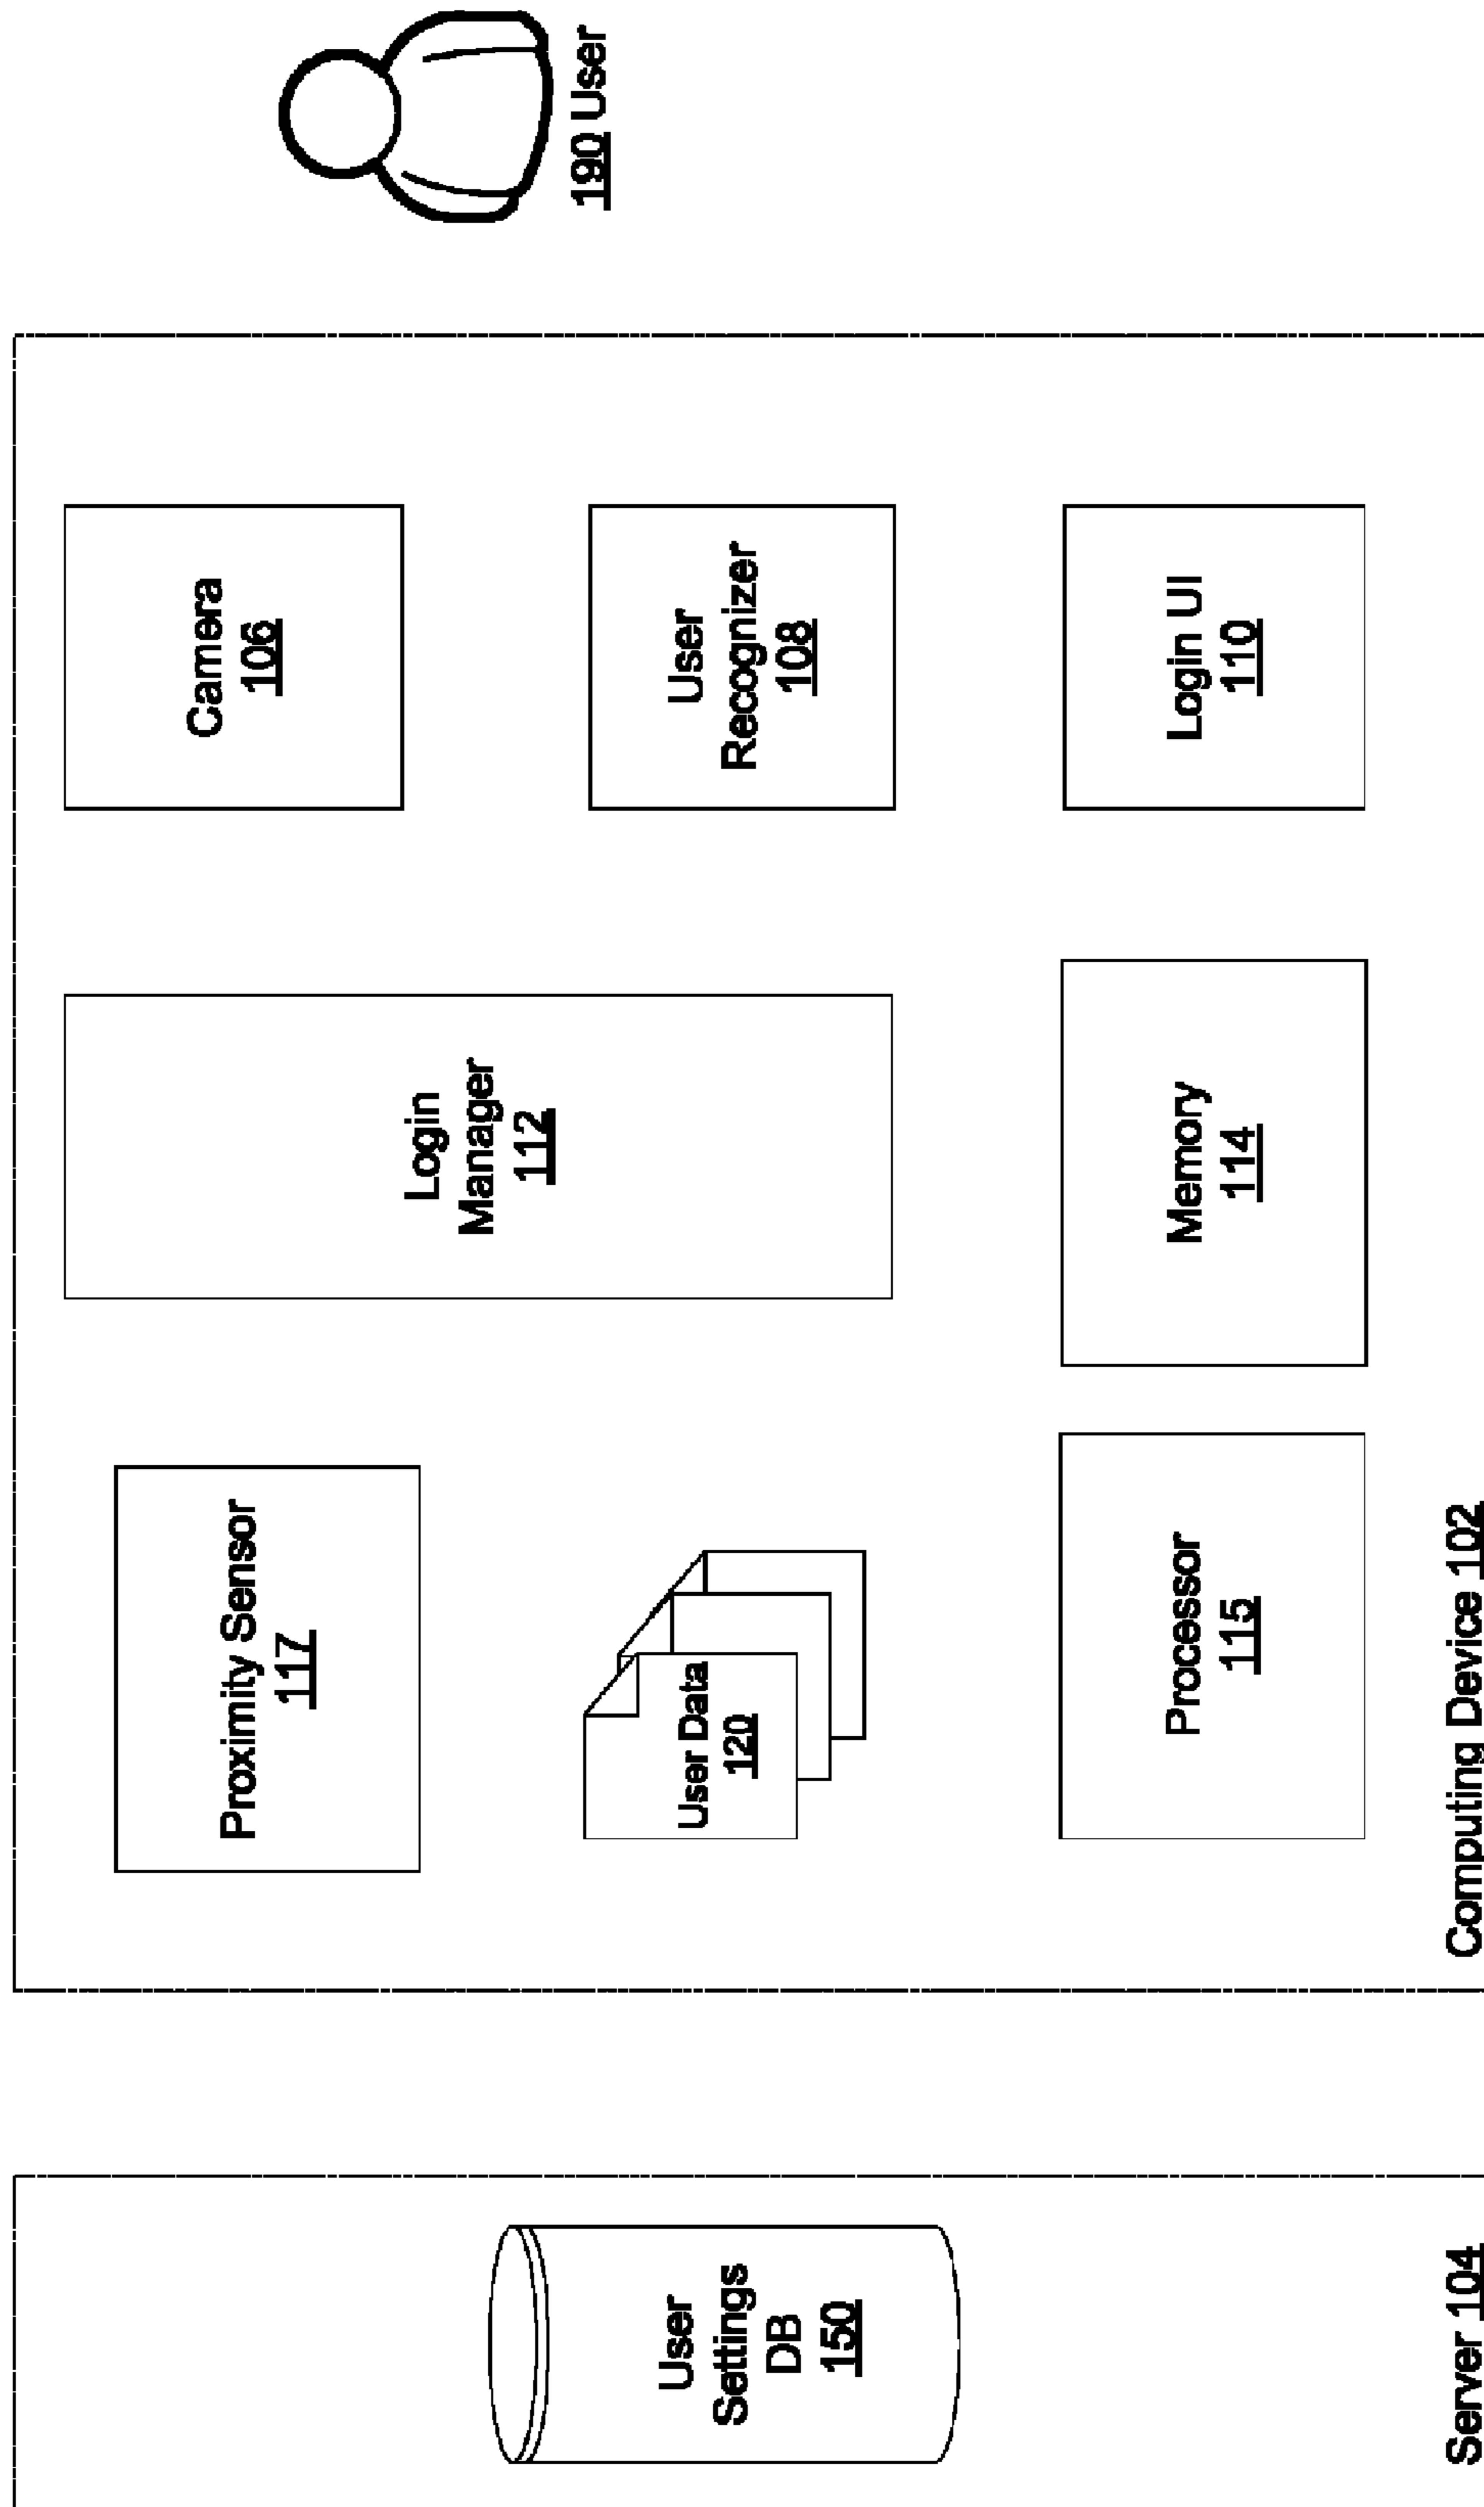 Proximity Sensor
117
Camera
106
Login
Manager
112
190 User
User
Settings
DB
150
User Data
120
User
Recognizer
108
Processor
115
Memory
114
Login UI
110
Server 104
Computing Device 102